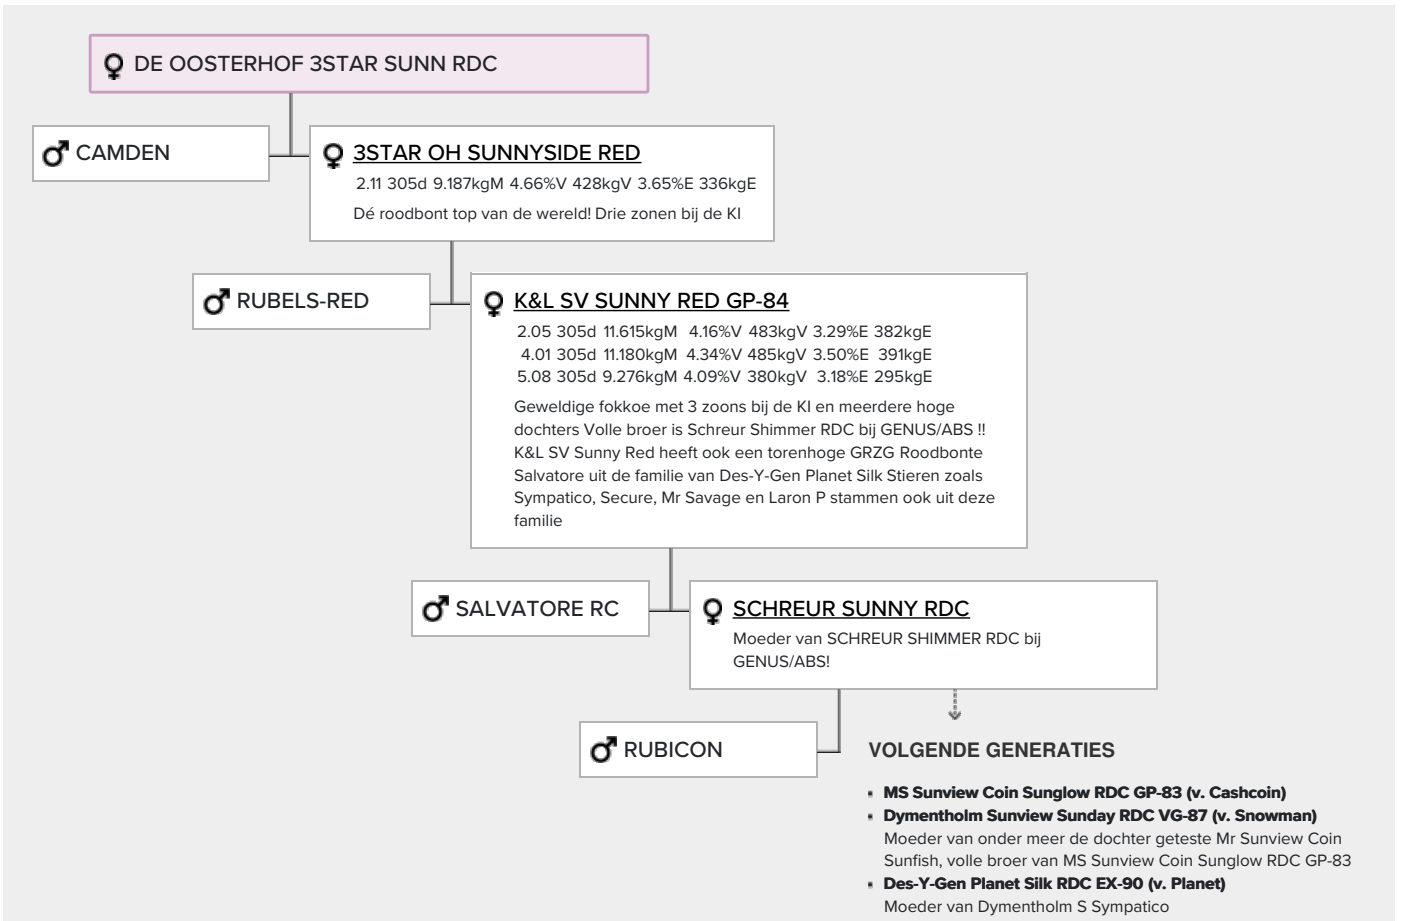 DE OOSTERHOF 3STAR SUNN RDC
CAMDEN
3STAR OH SUNNYSIDE RED
2.11 305d 9.187kgM 4.66%V 428kgV 3.65%E 336kgE
Dé roodbont top van de wereld! Drie zonen bij de KI
RUBELS-RED
K&L SV SUNNY RED GP-84
2.05 305d 11.615kgM 4.16%V 483kgV 3.29%E 382kgE
4.01 305d 11.180kgM 4.34%V 485kgV 3.50%E 391kgE
5.08 305d 9.276kgM 4.09%V 380kgV 3.18%E 295kgE
Geweldige fokkoe met 3 zoons bij de KI en meerdere hoge
dochters Volle broer is Schreur Shimmer RDC bij GENUS/ABS !!
K&L SV Sunny Red heeft ook een torenhoge GRZG Roodbonte
Salvatore uit de familie van Des-Y-Gen Planet Silk Stieren zoals
Sympatico, Secure, Mr Savage en Laron P stammen ook uit deze
familie
SALVATORE RC
SCHREUR SUNNY RDC
Moeder van SCHREUR SHIMMER RDC bij
GENUS/ABS!
RUBICON
VOLGENDE GENERATIES
MS Sunview Coin Sunglow RDC GP-83 (v. Cashcoin)
Dymentholm Sunview Sunday RDC VG-87 (v. Snowman)
Moeder van onder meer de dochter geteste Mr Sunview Coin
Sunfish, volle broer van MS Sunview Coin Sunglow RDC GP-83
Des-Y-Gen Planet Silk RDC EX-90 (v. Planet)
Moeder van Dymentholm S Sympatico